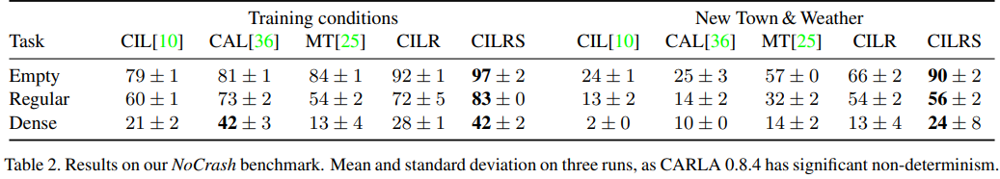 Training conditions New Town & Weather
Task CIL[10] CAL[36] MT[25] CILR CILRS CIL[10] CAL[36] MT[25] CILR CILRS
Empty 79 ± 1 81 ± 1 84 ± 1 92 ± 1 97 ± 2 24 ± 1 25 ± 3 57 ± 0 66 ± 2 90 ± 2
Regular 60 ± 1 73 ± 2 54 ± 2 72 ± 5 83 ± 0 13 ± 2 14 ± 2 32 ± 2 54 ± 2 56 ± 2
Dense 21 ± 2 42 ± 3 13 ± 4 28 ± 1 42 ± 2 2 ± 0 10 ± 0 14 ± 2 13 ± 4 24 ± 8
Table 2. Results on our NoCrash benchmark. Mean and standard deviation on three runs, as CARLA 0.8.4 has significant non-determinism.